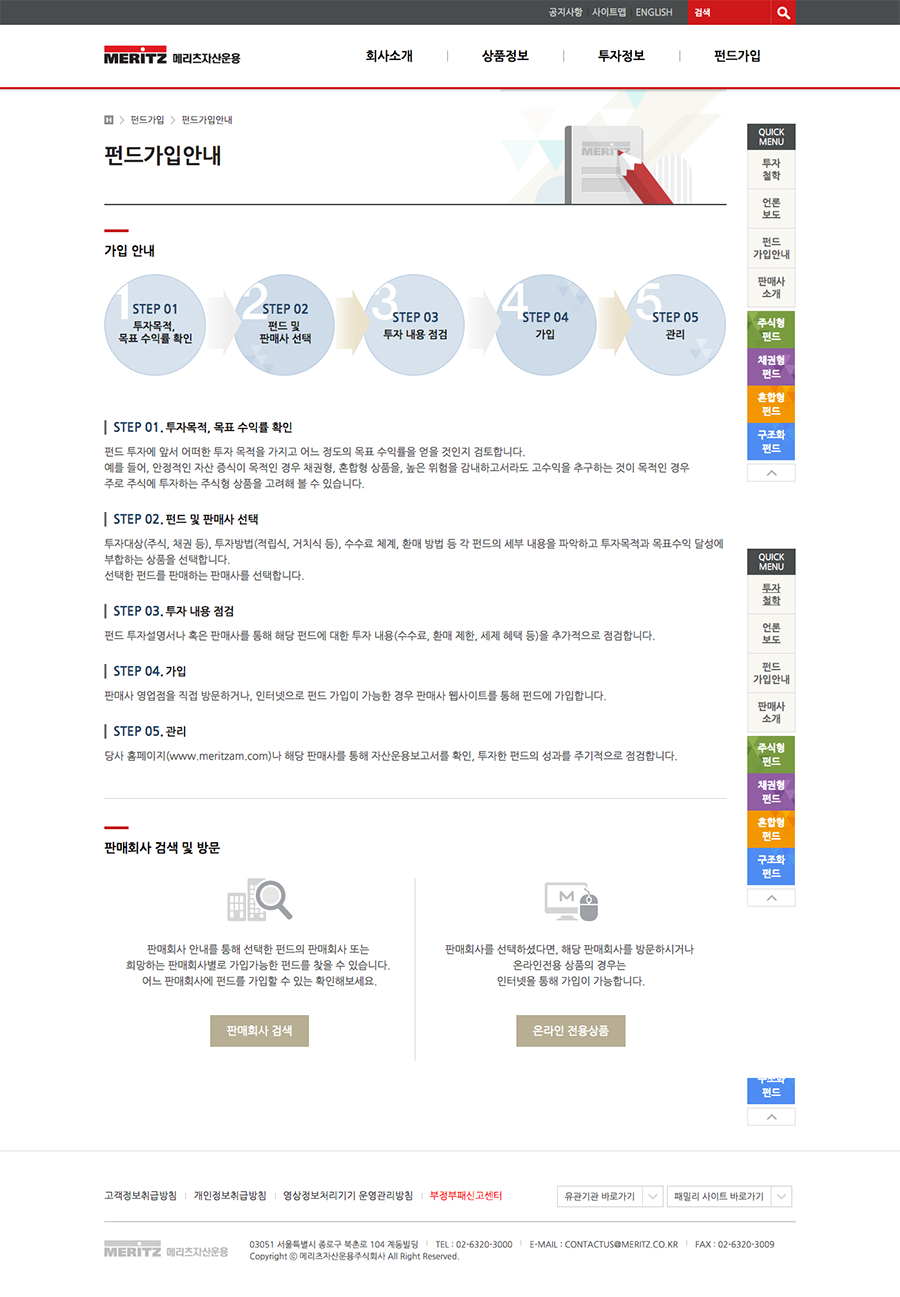 공지사항 사이트맵 ENGLISH 검색
MERITZ 메리츠자산운용
회사소개 상품정보 투자정보 펀드가입
H 펀드가입 펀드가입안내
펀드가입안내
MERITZ
가입 안내
1 STEP 01
투자목적,
목표 수익률 확인
2 STEP 02
펀드 및
판매사 선택
3 STEP 03
투자 내용 점검
4 STEP 04
가입
5 STEP 05
관리
STEP 01. 투자목적, 목표 수익률 확인
펀드 투자에 앞서 어떠한 투자 목적을 가지고 어느 정도의 목표 수익률을 얻을 것인지 검토합니다.
예를 들어, 안정적인 자산 증식이 목적인 경우 채권형, 혼합형 상품을, 높은 위험을 감내하고서라도 고수익을 추구하는 것이 목적인 경우
주로 주식에 투자하는 주식형 상품을 고려해 볼 수 있습니다.
STEP 02. 펀드 및 판매사 선택
투자대상(주식, 채권 등), 투자방법(적립식, 거치식 등), 수수료 체계, 환매 방법 등 각 펀드의 세부 내용을 파악하고 투자목적과 목표수익 달성에
부합하는 상품을 선택합니다.
선택한 펀드를 판매하는 판매사를 선택합니다.
STEP 03. 투자 내용 점검
펀드 투자설명서나 혹은 판매사를 통해 해당 펀드에 대한 투자 내용(수수료, 환매 제한, 세제 혜택 등)을 추가적으로 점검합니다.
STEP 04. 가입
판매사 영업점을 직접 방문하거나, 인터넷으로 펀드 가입이 가능한 경우 판매사 웹사이트를 통해 펀드에 가입합니다.
STEP 05. 관리
당사 홈페이지(www.meritzam.com)나 해당 판매사를 통해 자산운용보고서를 확인, 투자한 펀드의 성과를 주기적으로 점검합니다.
판매회사 검색 및 방문
판매회사 안내를 통해 선택한 펀드의 판매회사 또는
희망하는 판매회사별로 가입가능한 펀드를 찾을 수 있습니다.
어느 판매회사에 펀드를 가입할 수 있는 확인해보세요.
판매회사 검색
M
판매회사를 선택하셨다면, 해당 판매회사를 방문하시거나
온라인전용 상품의 경우는
인터넷을 통해 가입이 가능합니다.
온라인 전용상품
QUICK
MENU
투자
철학
언론
보도
펀드
가입안내
판매사
소개
주식형
펀드
채권형
펀드
혼합형
펀드
구조화
펀드
QUICK
MENU
투자
철학
언론
보도
펀드
가입안내
판매사
소개
주식형
펀드
채권형
펀드
혼합형
펀드
구조화
펀드
구조화
펀드
고객정보취급방침 개인정보취급방침 영상정보처리기기 운영관리방침 부정부패신고센터 유관기관 바로가기 패밀리 사이트 바로가기
MERITZ 메리츠자산운용
03051 서울특별시 종로구 북촌로 104 계동빌딩 TEL : 02-6320-3000 E-MAIL : CONTACTUS@MERITZ.CO.KR FAX : 02-6320-3009
Copyright ⓒ 메리츠자산운용주식회사 All Right Reserved.